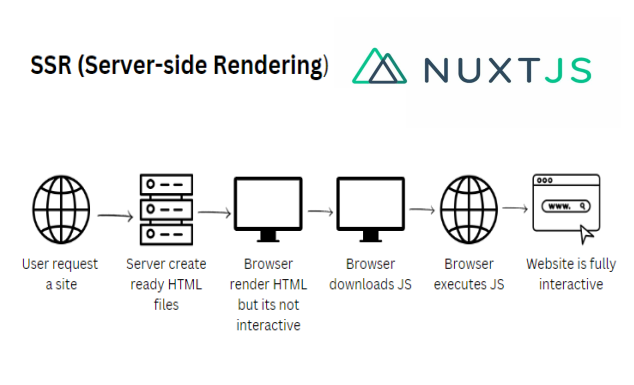 SSR (Server-side Rendering)
NUXTJS
www.
User request
a site
Server create
ready HTML
files
Browser
render HTML
but its not
interactive
Browser
downloads JS
Browser
executes JS
Website is fully
interactive